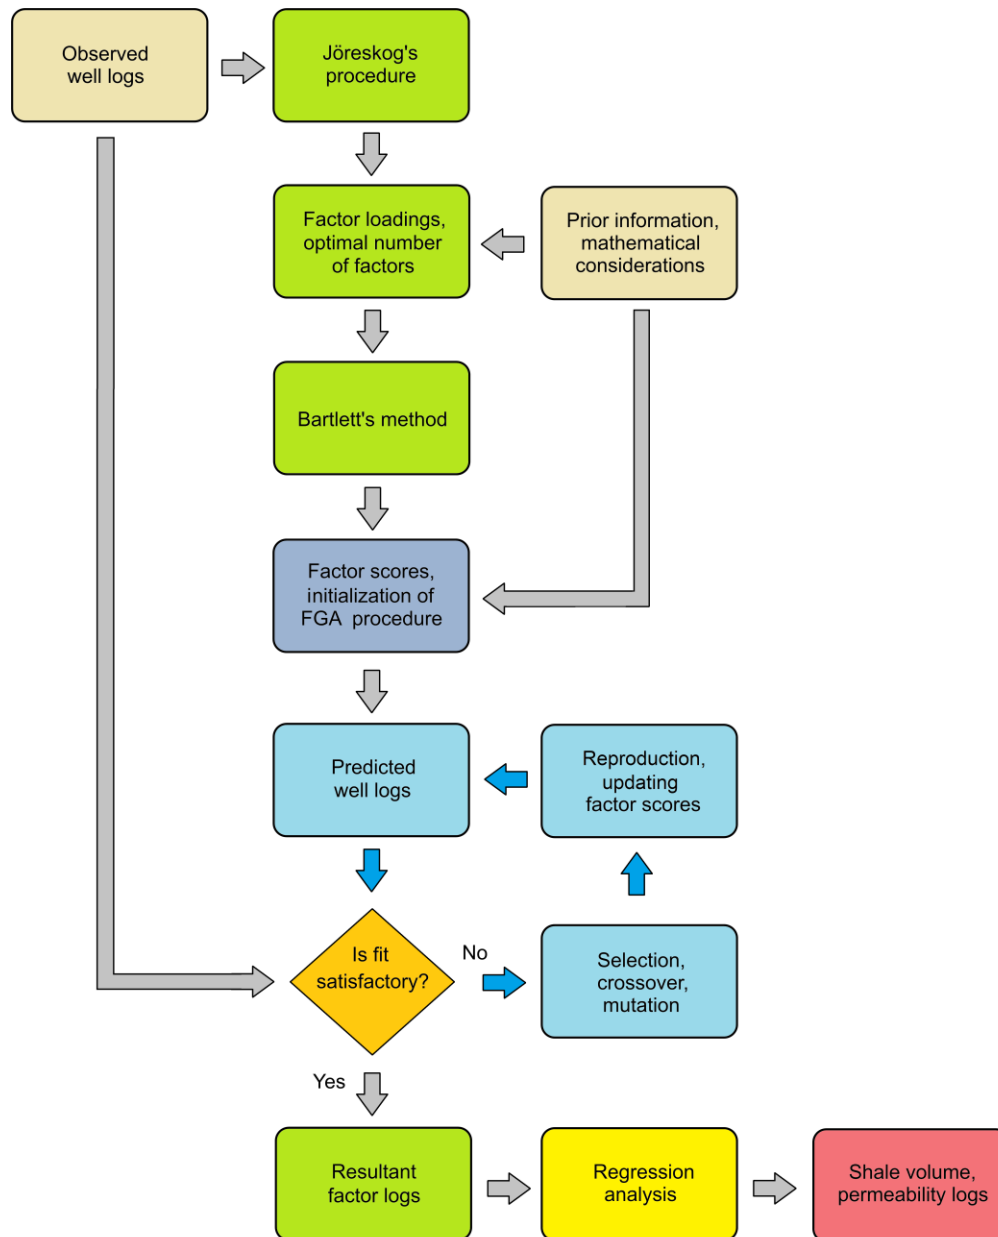 Observed
well logs
Jöreskog's
procedure
Factor loadings,
optimal number
of factors
Prior information,
mathematical
considerations
Bartlett's method
Factor scores,
initialization of
FGA procedure
Predicted
well logs
Reproduction,
updating
factor scores
Is fit
satisfactory?
No
Selection,
crossover,
mutation
Yes
Resultant
factor logs
Regression
analysis
Shale volume,
permeability logs